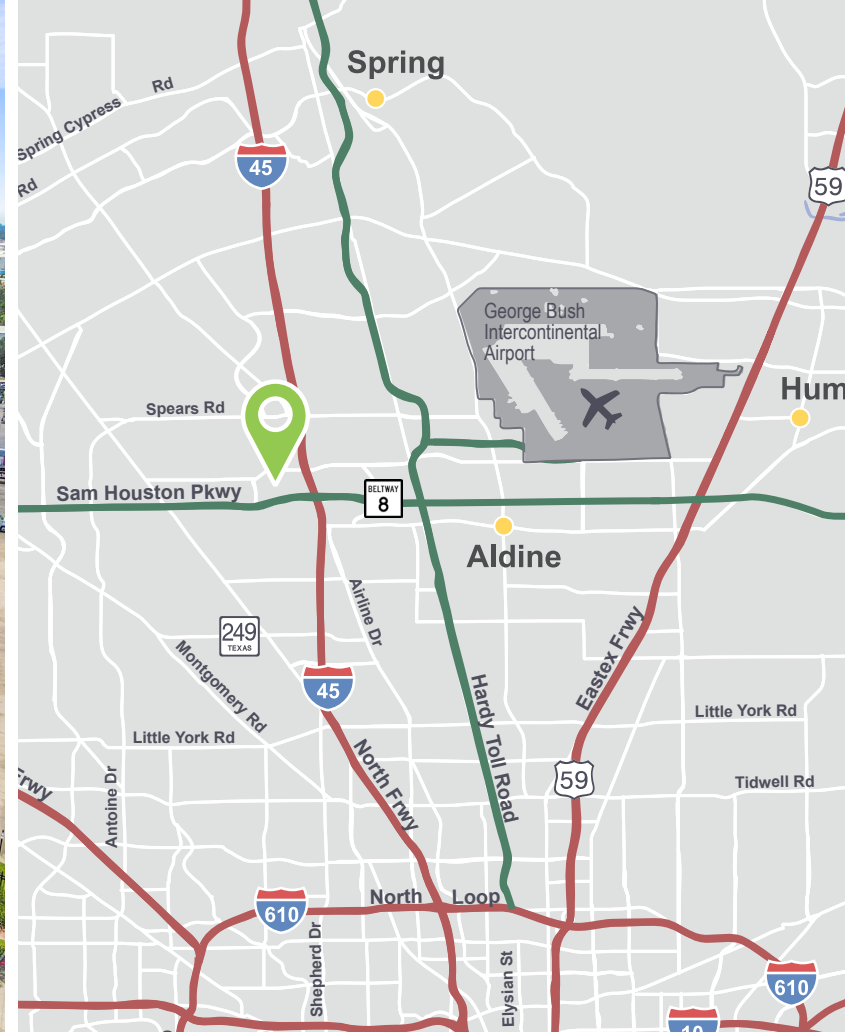 Spring
Rd
Spring Cypress
45
Rd
59
George Bush
Intercontinental
Airport
Hum
Spears Rd
Sam Houston Pkwy
BELTWAY
8
Aldine
Airline Dr
249
TEXAS
Eastex Frwy
Montgomery Rd
45
Hardy Toll Road
Little York Rd
Little York Rd
North Frwy
59
Tidwell Rd
Frwy
Antoine Dr
North Loop
610
Shepherd Dr
Elysian St
610
10